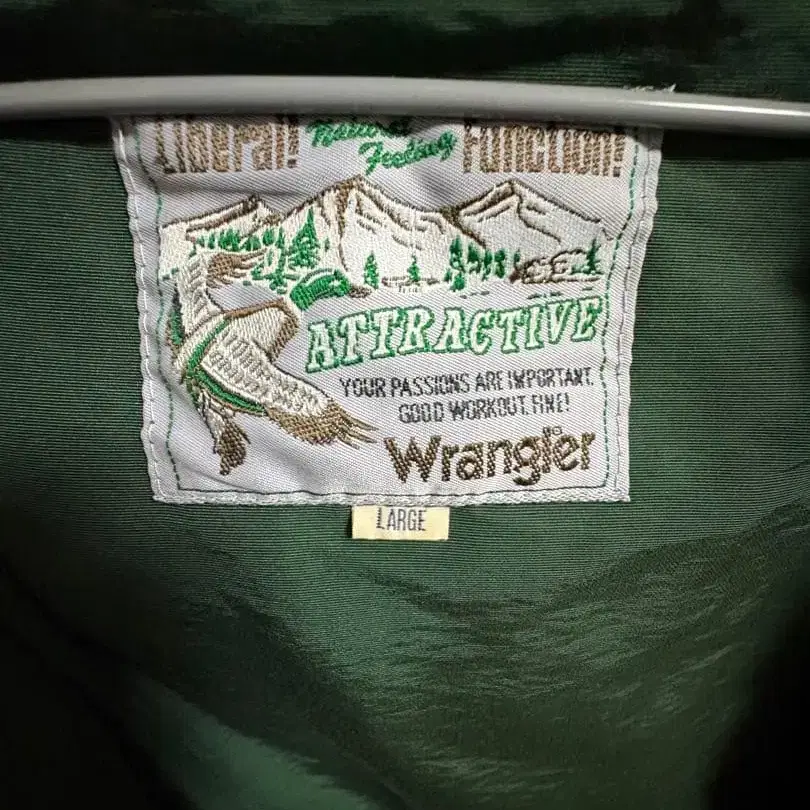 Liberal! Natural Feeling Function!
ATTRACTIVE
YOUR PASSIONS ARE IMPORTANT.
GOOD WORKOUT. FINE!
Wrangler
LARGE